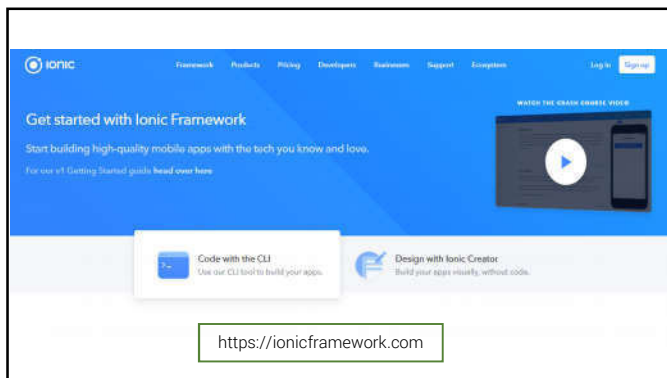 ionic
Framework Products Pricing Developers Businesses Support Ecosystem Log in Sign up
WATCH THE CRASH COURSE VIDEO
Get started with Ionic Framework
Start building high-quality mobile apps with the tech you know and love.
For our v1 Getting Started guide head over here
Code with the CLI
Use our CLI tool to build your apps.
Design with Ionic Creator
Build your apps visually, without code.
https://ionicframework.com